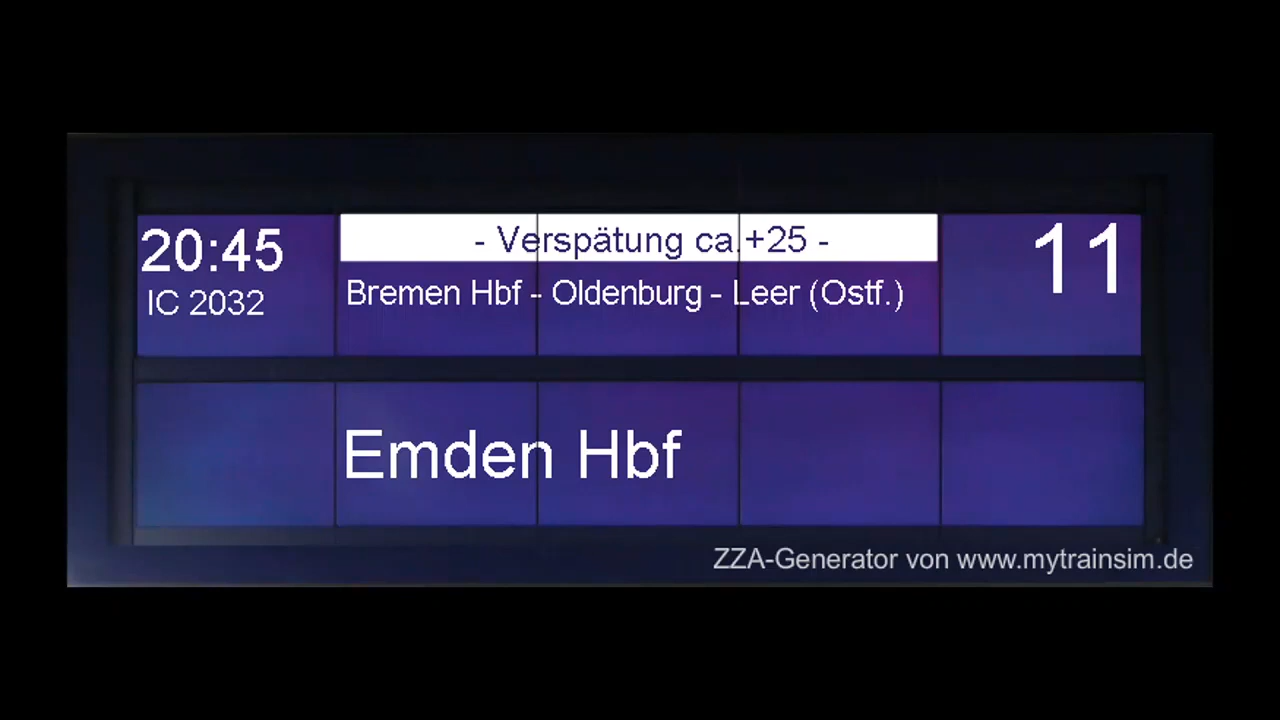 20:45
- Verspätung ca.+25 -
11
IC 2032
Bremen Hbf - Oldenburg - Leer (Ostf.)
Emden Hbf
ZZA-Generator von www.mytrainsim.de